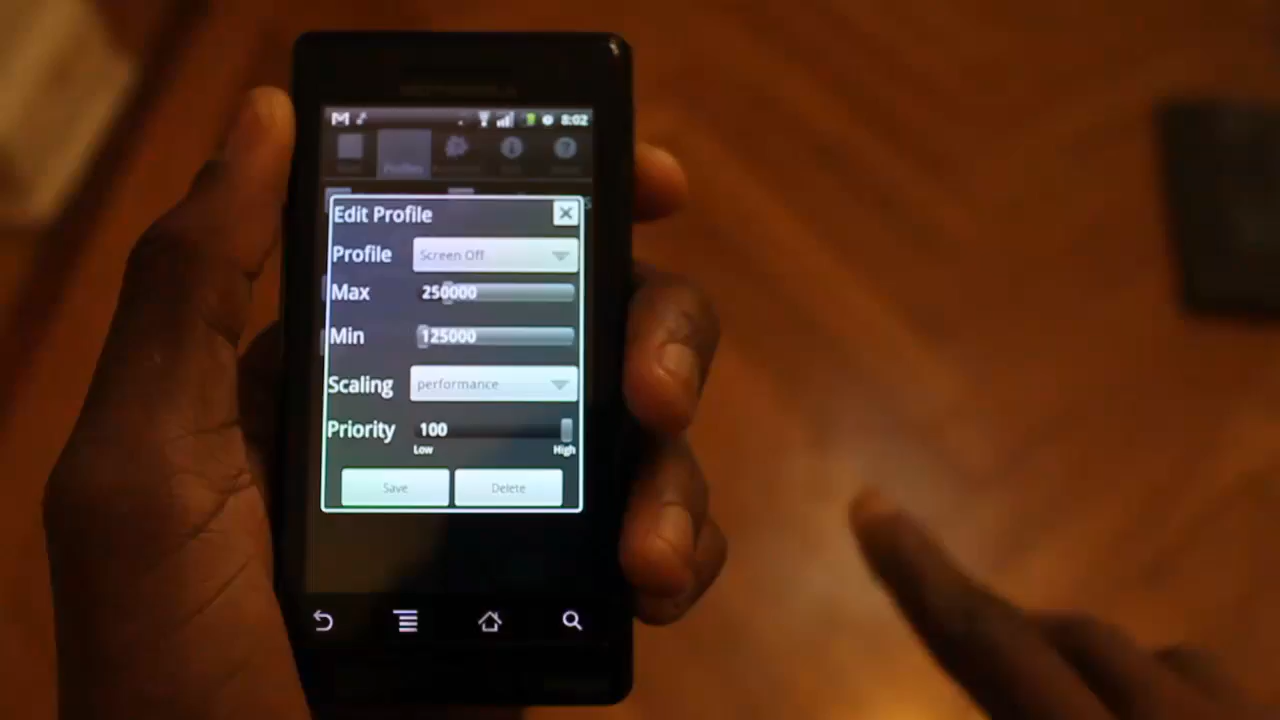 8:02
Profiles
Edit Profile
Profile Screen Off
Max 250000
Min 125000
Scaling performance
Priority 100
Low High
Save Delete